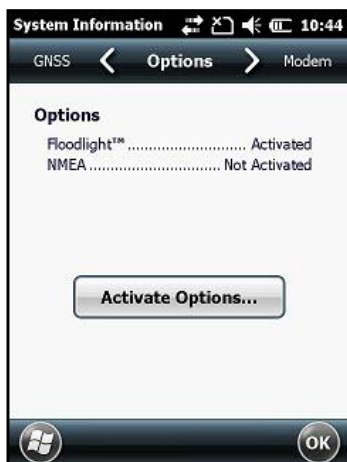 System Information 10:44
GNSS Options Modem
Options
Floodlight™ ............................ Activated
NMEA ............................... Not Activated
Activate Options...
OK